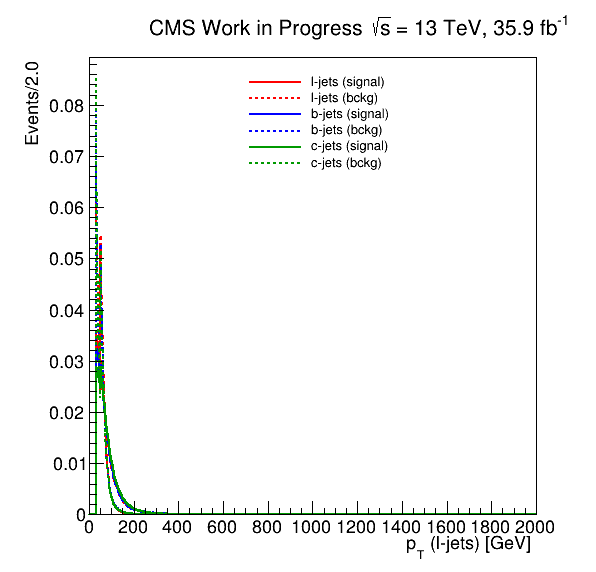 CMS Work in Progress √s = 13 TeV, 35.9 fb⁻¹
Events/2.0
l-jets (signal)
l-jets (bckg)
b-jets (signal)
b-jets (bckg)
c-jets (signal)
c-jets (bckg)
0.08
0.07
0.06
0.05
0.04
0.03
0.02
0.01
0
0 200 400 600 800 1000 1200 1400 1600 1800 2000
p_T (l-jets) [GeV]